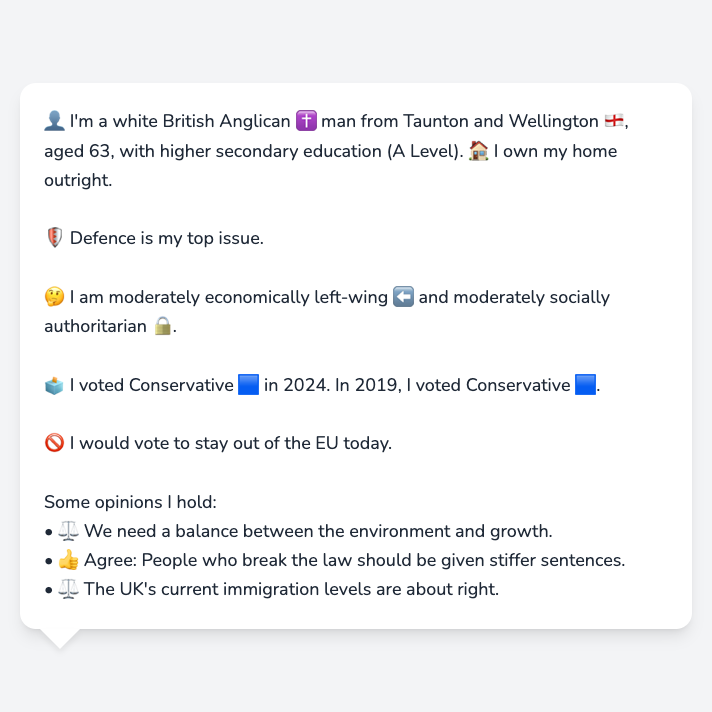 👤 I'm a white British Anglican ✝️ man from Taunton and Wellington 🏴󠁧󠁢󠁥󠁮󠁧󠁿,
aged 63, with higher secondary education (A Level). 🏠 I own my home
outright.
🛡️ Defence is my top issue.
🤔 I am moderately economically left-wing ⬅️ and moderately socially
authoritarian 🔒.
🗳️ I voted Conservative 🟦 in 2024. In 2019, I voted Conservative 🟦.
🚫 I would vote to stay out of the EU today.
Some opinions I hold:
• ⚖️ We need a balance between the environment and growth.
• 👍 Agree: People who break the law should be given stiffer sentences.
• ⚖️ The UK's current immigration levels are about right.